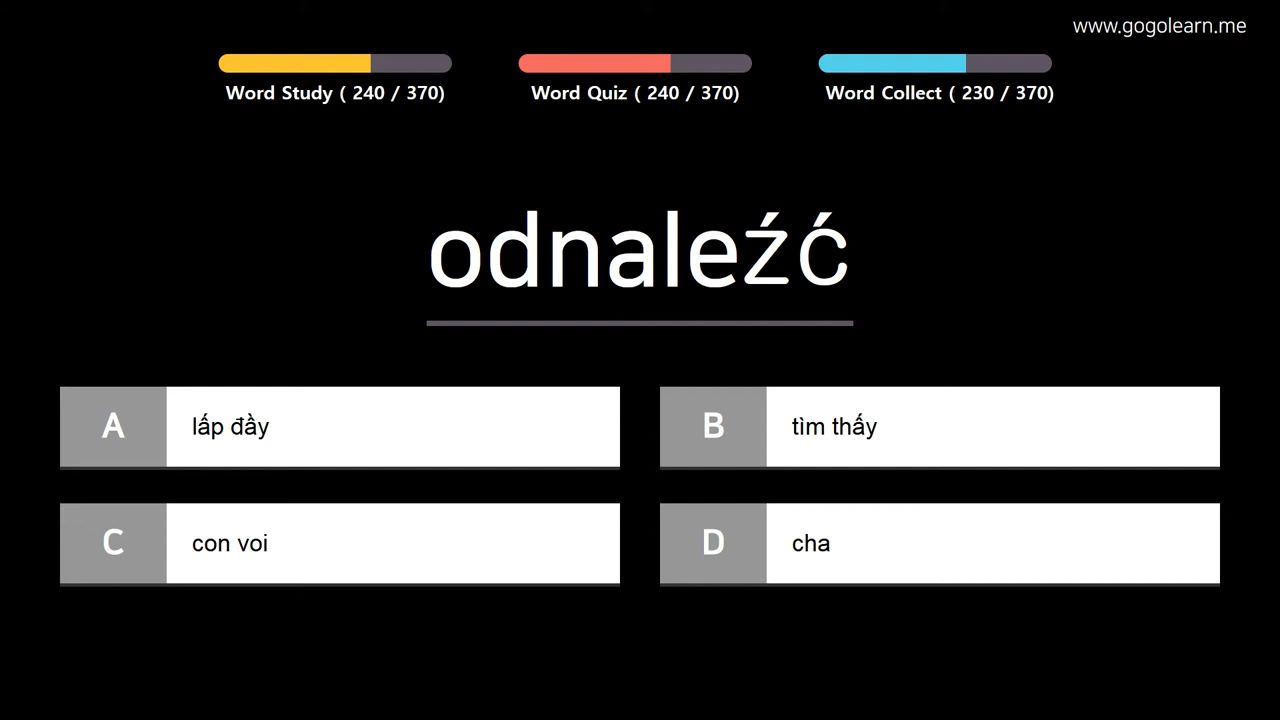 www.gogolearn.me
Word Study ( 240 / 370)
Word Quiz ( 240 / 370)
Word Collect ( 230 / 370)
odnaleźć
A lấp đầy
B tìm thấy
C con voi
D cha